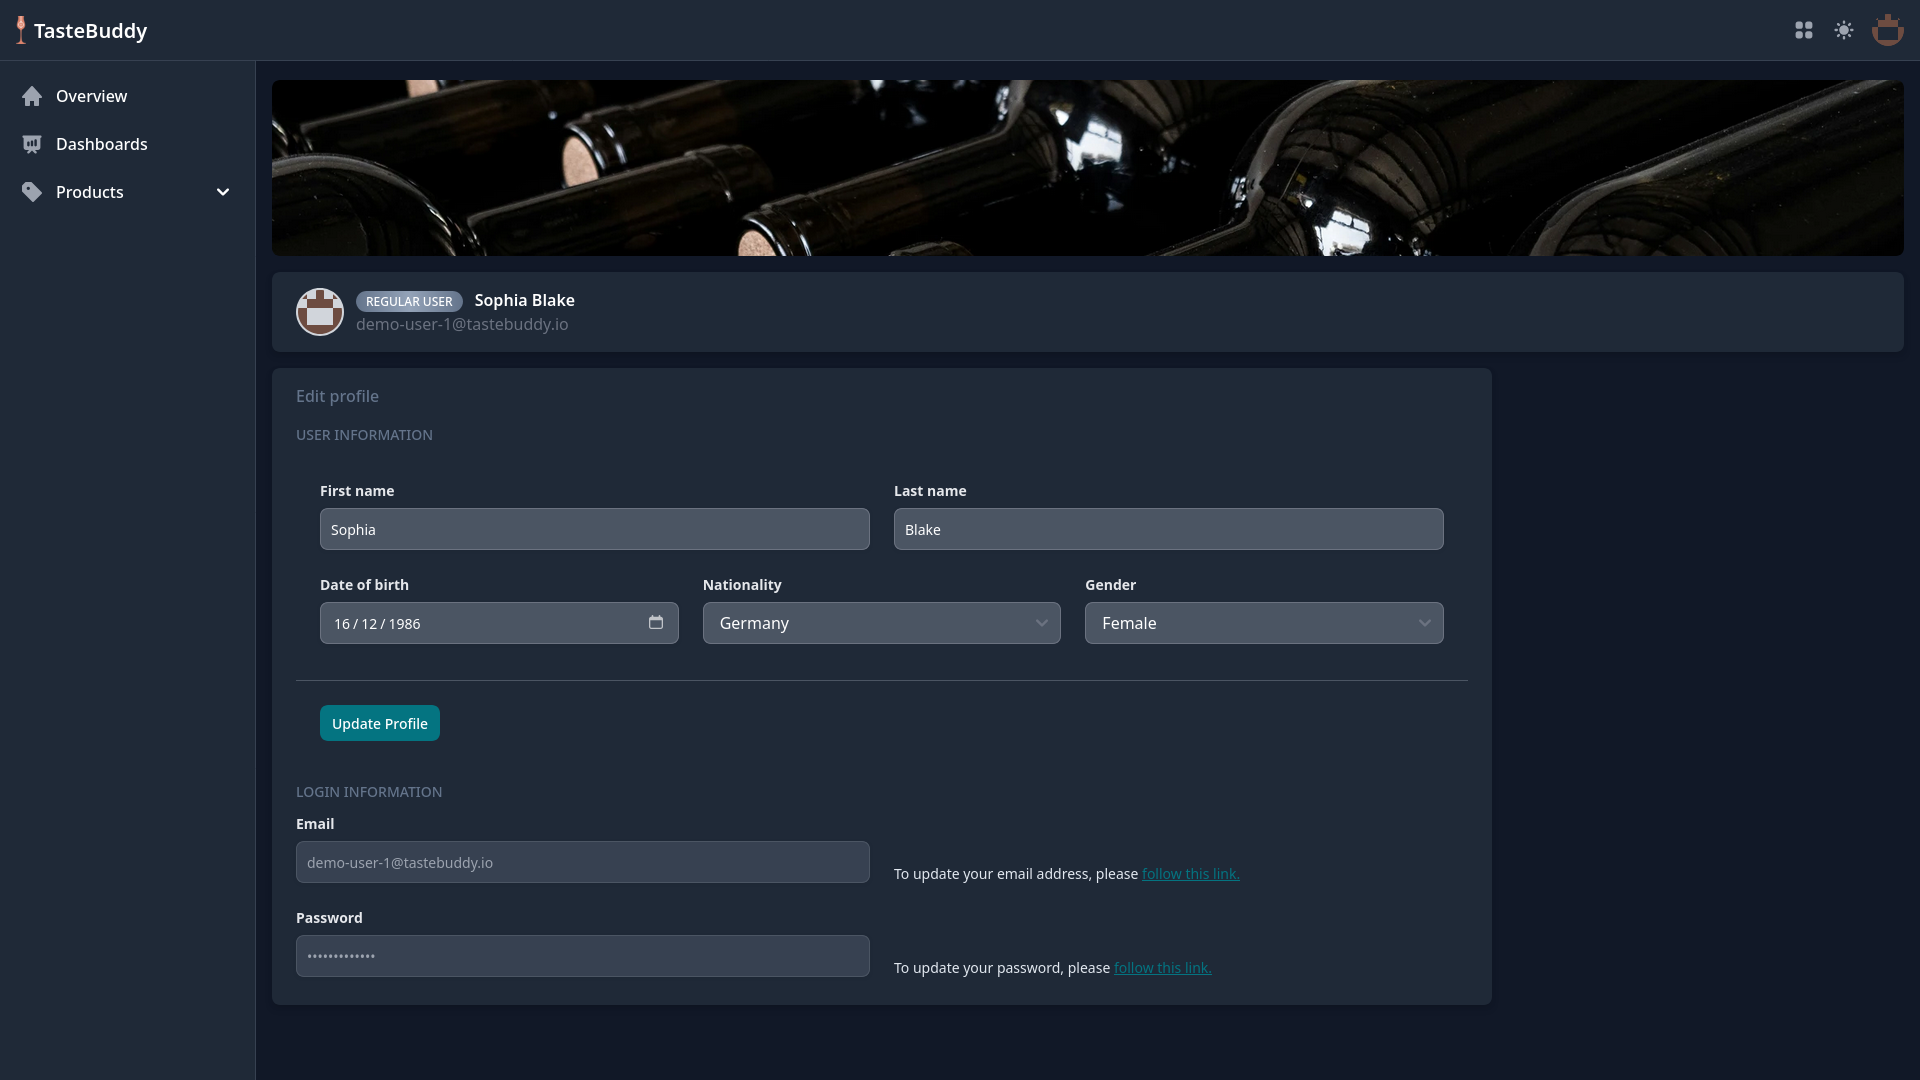 TasteBuddy
Overview
Dashboards
Products
REGULAR USER Sophia Blake
demo-user-1@tastebuddy.io
Edit profile
USER INFORMATION
First name Last name
Sophia Blake
Date of birth Nationality Gender
16 / 12 / 1986 Germany Female
Update Profile
LOGIN INFORMATION
Email
demo-user-1@tastebuddy.io
To update your email address, please follow this link.
Password
•••••••••••••
To update your password, please follow this link.